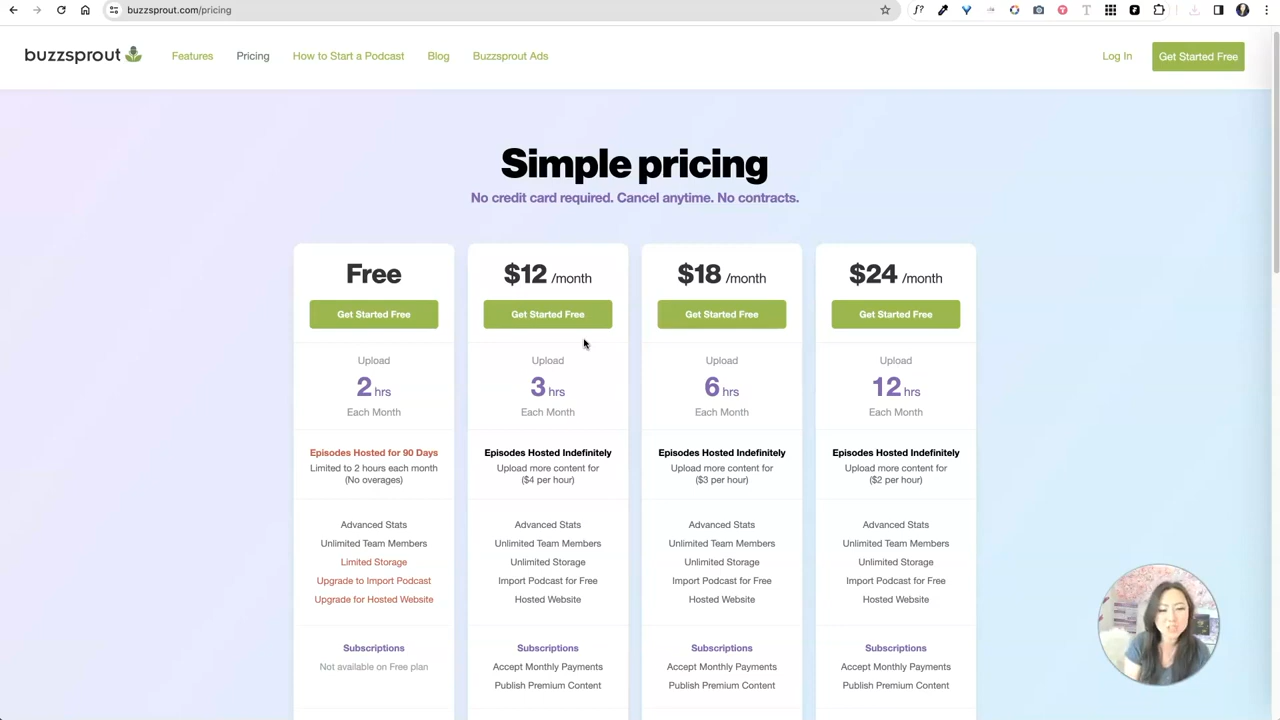 buzzsprout.com/pricing
buzzsprout
Features
Pricing
How to Start a Podcast
Blog
Buzzsprout Ads
Log In
Get Started Free
Simple pricing
No credit card required. Cancel anytime. No contracts.
Free
Get Started Free
Upload
2 hrs
Each Month
Episodes Hosted for 90 Days
Limited to 2 hours each month
(No overages)
Advanced Stats
Unlimited Team Members
Limited Storage
Upgrade to Import Podcast
Upgrade for Hosted Website
Subscriptions
Not available on Free plan
$12 /month
Get Started Free
Upload
3 hrs
Each Month
Episodes Hosted Indefinitely
Upload more content for
($4 per hour)
Advanced Stats
Unlimited Team Members
Unlimited Storage
Import Podcast for Free
Hosted Website
Subscriptions
Accept Monthly Payments
Publish Premium Content
$18 /month
Get Started Free
Upload
6 hrs
Each Month
Episodes Hosted Indefinitely
Upload more content for
($3 per hour)
Advanced Stats
Unlimited Team Members
Unlimited Storage
Import Podcast for Free
Hosted Website
Subscriptions
Accept Monthly Payments
Publish Premium Content
$24 /month
Get Started Free
Upload
12 hrs
Each Month
Episodes Hosted Indefinitely
Upload more content for
($2 per hour)
Advanced Stats
Unlimited Team Members
Unlimited Storage
Import Podcast for Free
Hosted Website
Subscriptions
Accept Monthly Payments
Publish Premium Content